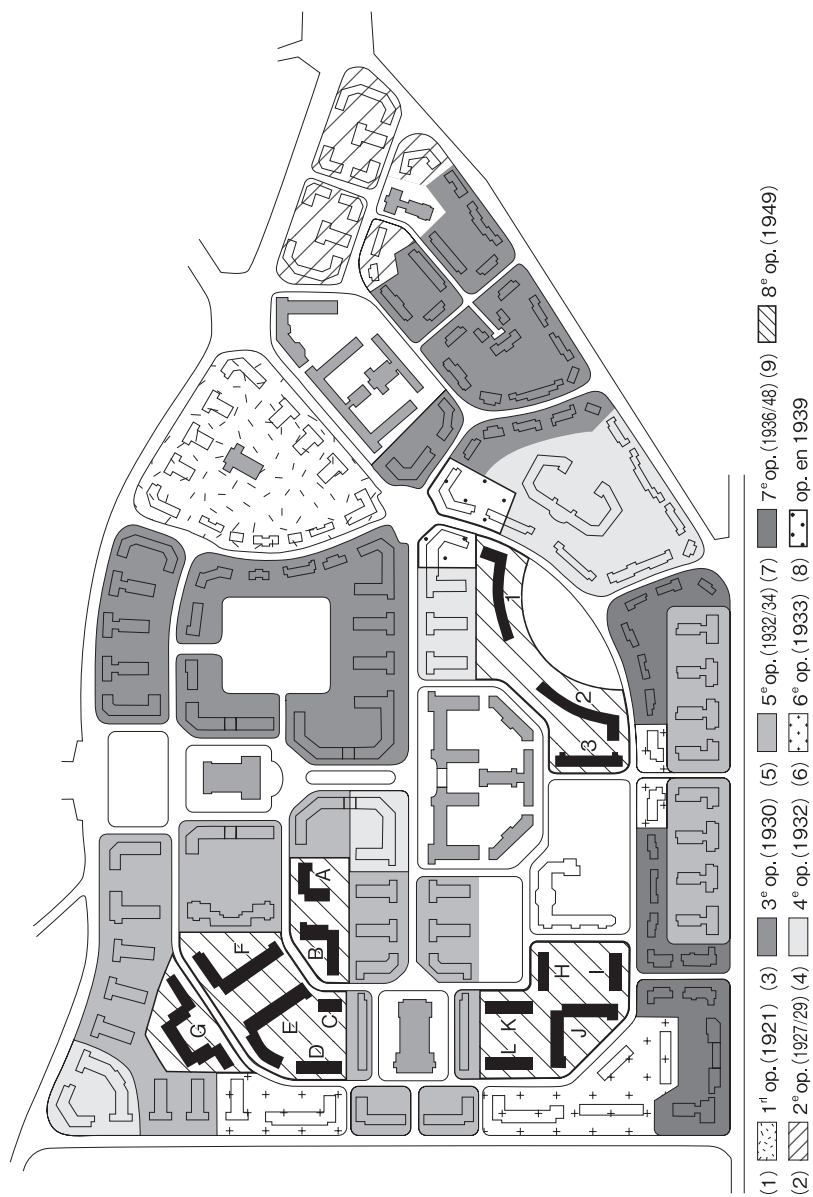 G
F
E
D
B
A
C
L
K
1
H
J
2
3
I
(1) 1ʳˡ op. (1921) (3) 3ᵉ op. (1930) (5) 5ᵉ op. (1932/34) (7) 7ᵉ op. (1936/48) (9) 8ᵉ op. (1949)
(2) 2ᵉ op. (1927/29) (4) 4ᵉ op. (1932) (6) 6ᵉ op. (1933) (8) op. en 1939